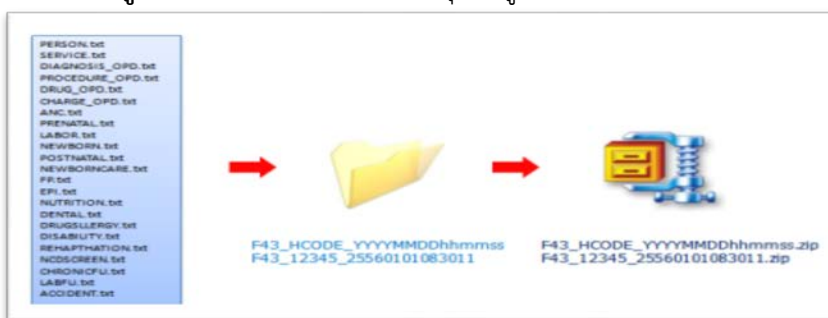 PERSON.txt
SERVICE.txt
DIAGNOSIS_OPD.txt
PROCEDURE_OPD.txt
DRUG_OPD.txt
CHARGE_OPD.txt
ANC.txt
PRENATAL.txt
LABOR.txt
NEWBORN.txt
POSTNATAL.txt
NEWBORNCARE.txt
FP.txt
EPI.txt
NUTRITION.txt
DENTAL.txt
DRUGSLLERGY.txt
DISABILITY.txt
REHAPTHATION.txt
NCDSCREEN.txt
CHRONICFU.txt
LABFU.txt
ACCIDENT.txt
F43_HCODE_YYYYMMDDhhmmss
F43_12345_25560101083011
F43_HCODE_YYYYMMDDhhmmss.zip
F43_12345_25560101083011.zip